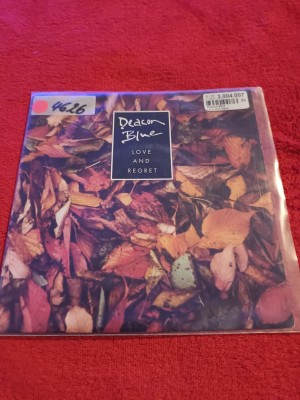 4626
Deacon
Blue
LOVE
AND
REGRET